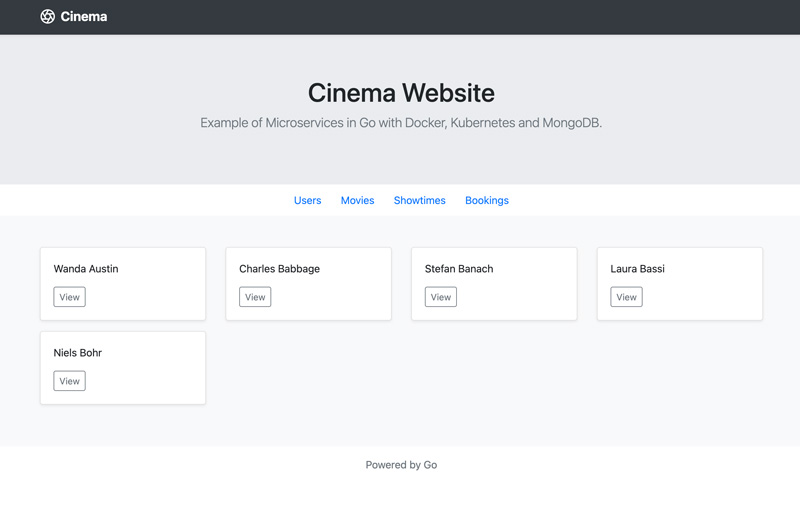 Cinema
Cinema Website
Example of Microservices in Go with Docker, Kubernetes and MongoDB.
Users Movies Showtimes Bookings
Wanda Austin
View
Charles Babbage
View
Stefan Banach
View
Laura Bassi
View
Niels Bohr
View
Powered by Go